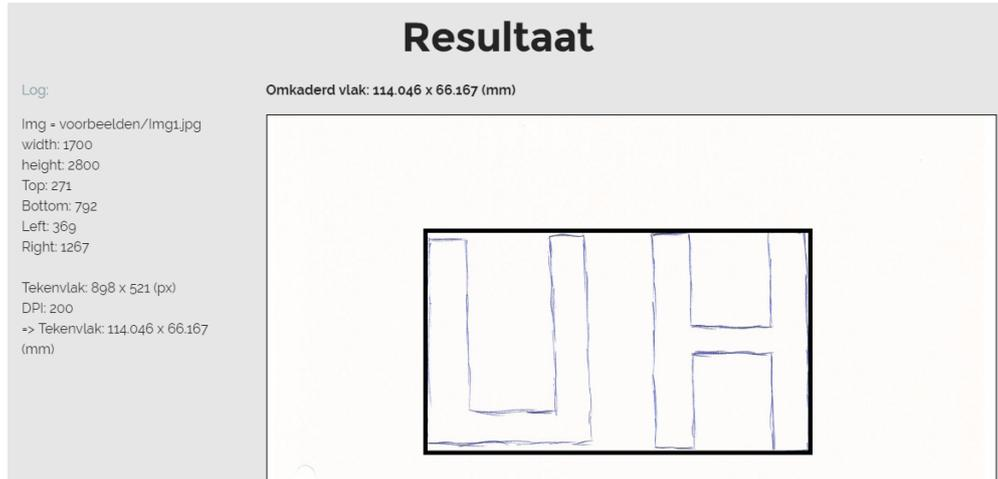 Resultaat
Log:
Omkaderd vlak: 114.046 x 66.167 (mm)
Img = voorbeelden/Img1.jpg
width: 1700
height: 2800
Top: 271
Bottom: 792
Left: 369
Right: 1267
Tekenvlak: 898 x 521 (px)
DPI: 200
=> Tekenvlak: 114.046 x 66.167
(mm)
UH